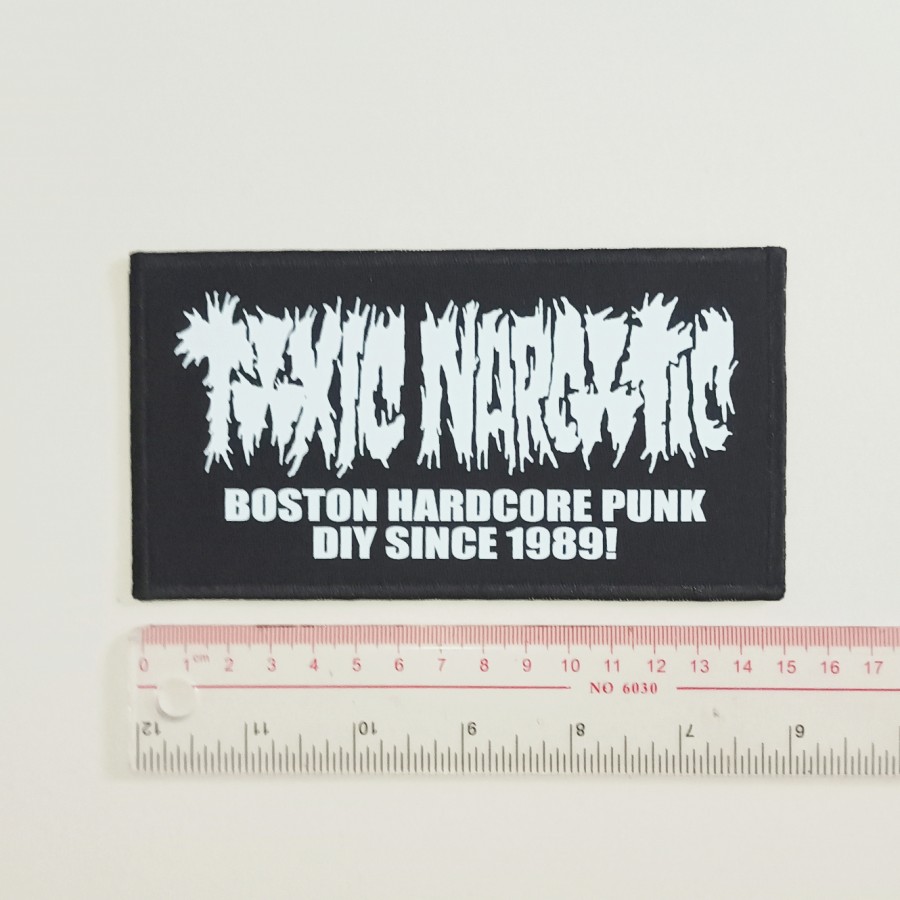 TOXIC NARCOTIC
BOSTON HARDCORE PUNK
DIY SINCE 1989!
0 1 cm 2 3 4 5 6 7 8 9 10 11 12 13 14 15 16 17
NO 6030
12 11 10 9 8 7 6